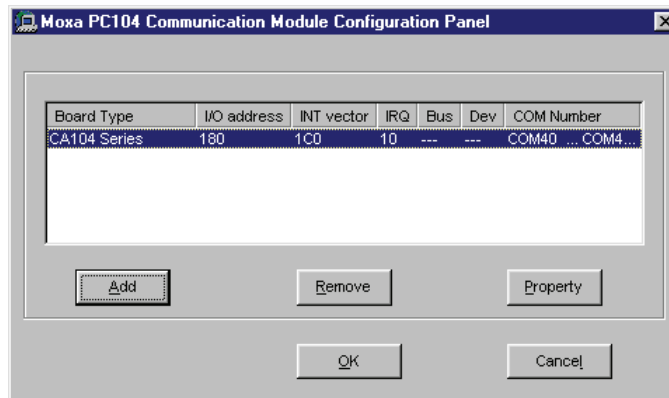 Moxa PC104 Communication Module Configuration Panel
Board Type I/O address INT vector IRQ Bus Dev COM Number
CA104 Series 180 1C0 10 --- --- COM40 ... COM4...
Add Remove Property
OK Cancel